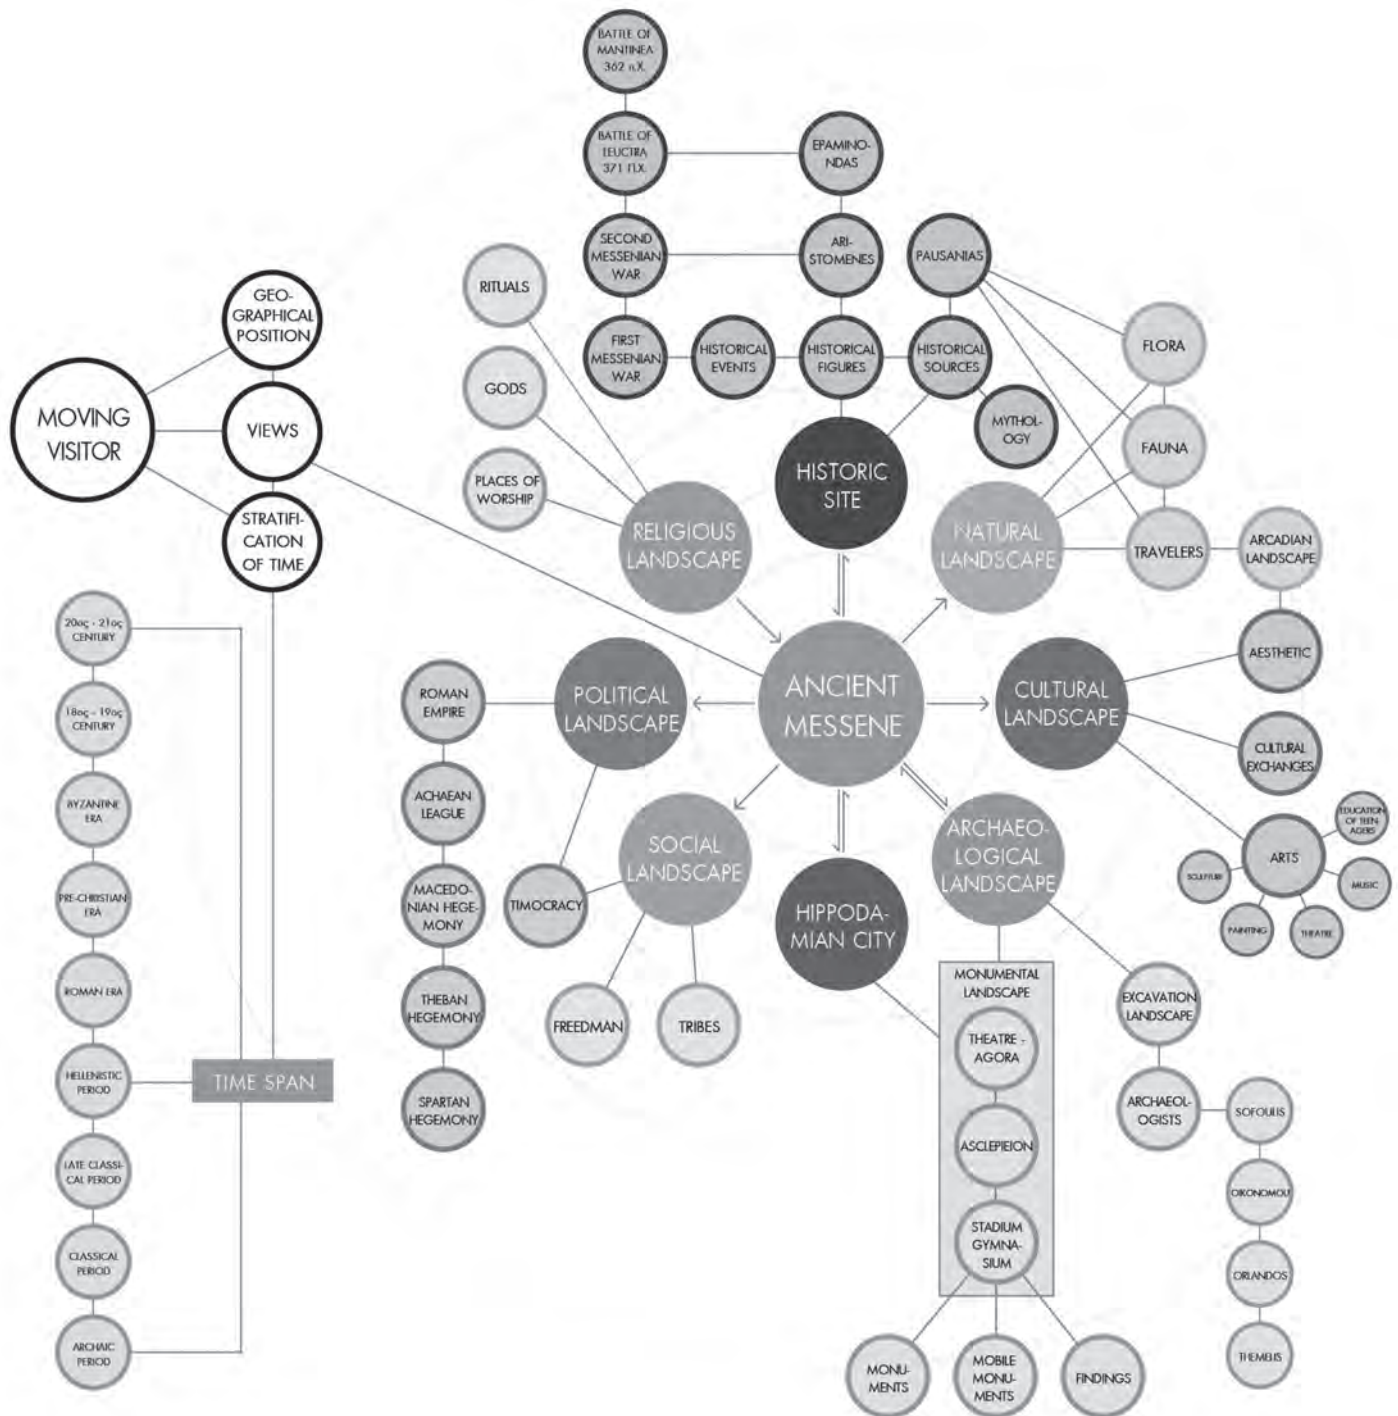 BATTLE OF
MANTINEA
362 π.Χ.
BATTLE OF
LEUCTRA
371 Π.Χ.
EPAMINO-
NDAS
SECOND
MESSENIAN
WAR
ARI-
STOMENES
PAUSANIAS
RITUALS
GEO-
GRAPHICAL
POSITION
FLORA
FIRST
MESSENIAN
WAR
HISTORICAL
EVENTS
HISTORICAL
FIGURES
HISTORICAL
SOURCES
GODS
MOVING
VISITOR
VIEWS
MYTHOL-
OGY
FAUNA
HISTORIC
SITE
PLACES OF
WORSHIP
STRATIFI-
CATION
OF TIME
RELIGIOUS
LANDSCAPE
NATURAL
LANDSCAPE
TRAVELERS
ARCADIAN
LANDSCAPE
20ος - 21ος
CENTURY
AESTHETIC
ROMAN
EMPIRE
POLITICAL
LANDSCAPE
ANCIENT
MESSENE
CULTURAL
LANDSCAPE
18ος - 19ος
CENTURY
CULTURAL
EXCHANGES
BYZANTINE
ERA
ACHAEAN
LEAGUE
EDUCATION
OF TEEN-
AGERS
SOCIAL
LANDSCAPE
ARCHAEO-
LOGICAL
LANDSCAPE
ARTS
SCULPTURE
MUSIC
PRE-CHRISTIAN
ERA
MACEDO-
NIAN HEGE-
MONY
TIMOCRACY
HIPPODA-
MIAN CITY
PAINTING
THEATRE
ROMAN ERA
THEBAN
HEGEMONY
FREEDMAN
TRIBES
MONUMENTAL
LANDSCAPE
EXCAVATION
LANDSCAPE
THEATRE -
AGORA
HELLENISTIC
PERIOD
TIME SPAN
SPARTAN
HEGEMONY
ARCHAEOL-
OGISTS
SOFOULIS
LATE CLASSI-
CAL PERIOD
ASCLEPIEION
OIKONOMOU
CLASSICAL
PERIOD
STADIUM
GYMNA-
SIUM
ORLANDOS
ARCHAIC
PERIOD
MONU-
MENTS
MOBILE
MONU-
MENTS
FINDINGS
THEMELIS